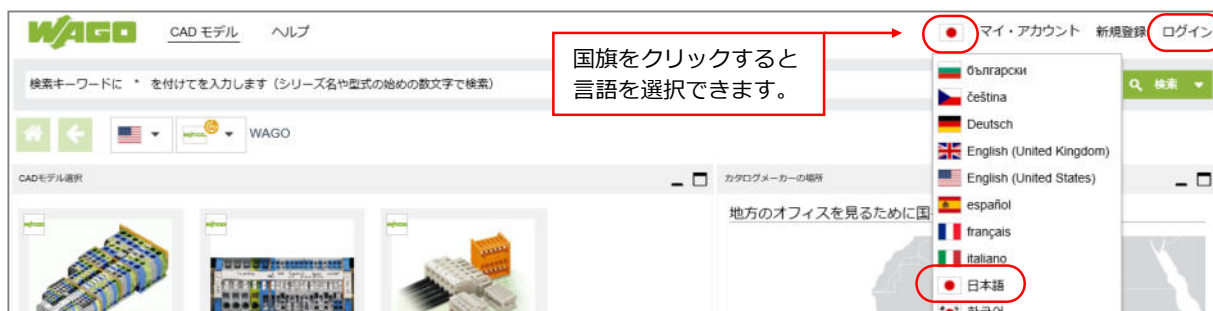 WAGO
CAD モデル ヘルプ
国旗をクリックすると
言語を選択できます。
マイ・アカウント 新規登録 ログイン
検索キーワードに * を付けてを入力します（シリーズ名や型式の始めの数文字で検索）
検索
WAGO
български
čeština
Deutsch
English (United Kingdom)
English (United States)
español
français
italiano
日本語
한국어
CADモデル選択
カタログメーカーの場所
地方のオフィスを見るために国